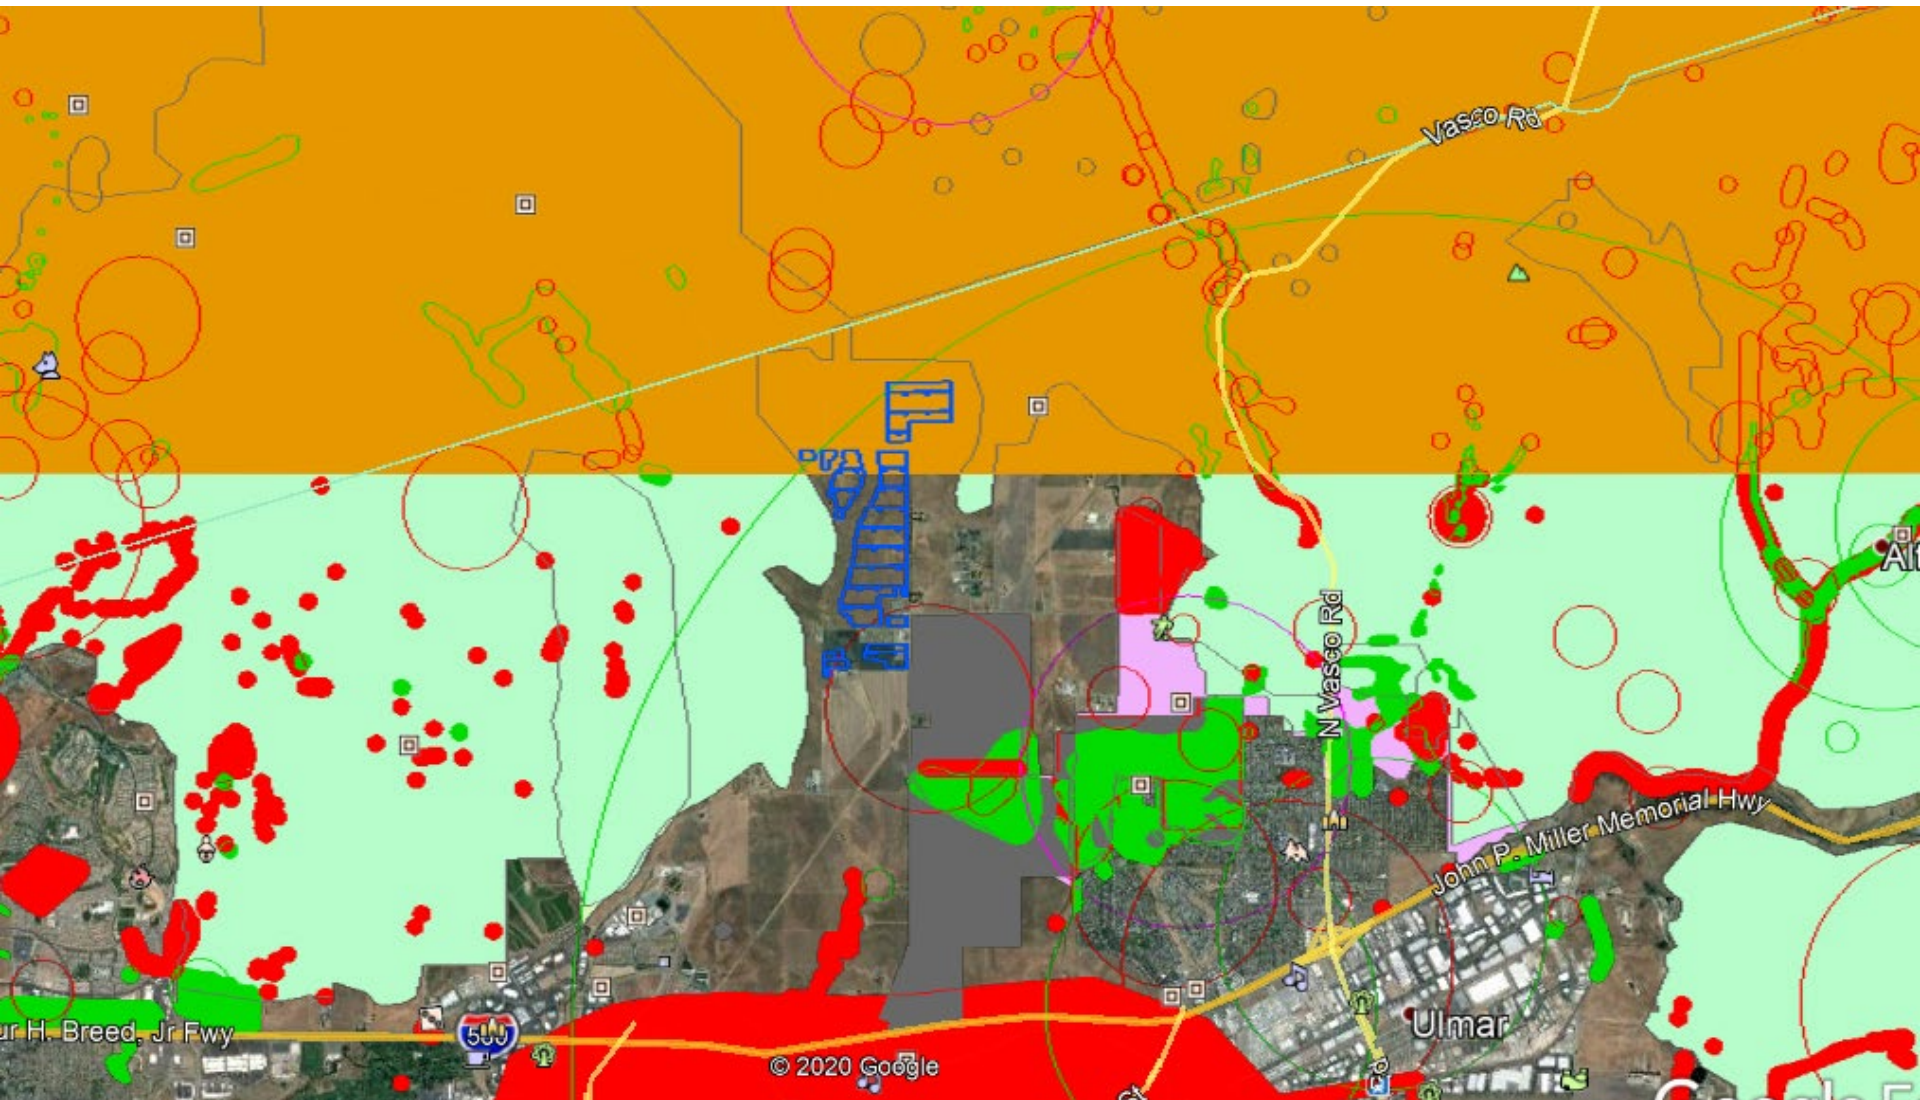 Vasco Rd
N Vasco Rd
John P. Miller Memorial Hwy
ur H. Breed, Jr Fwy
580
Ulmar
© 2020 Google